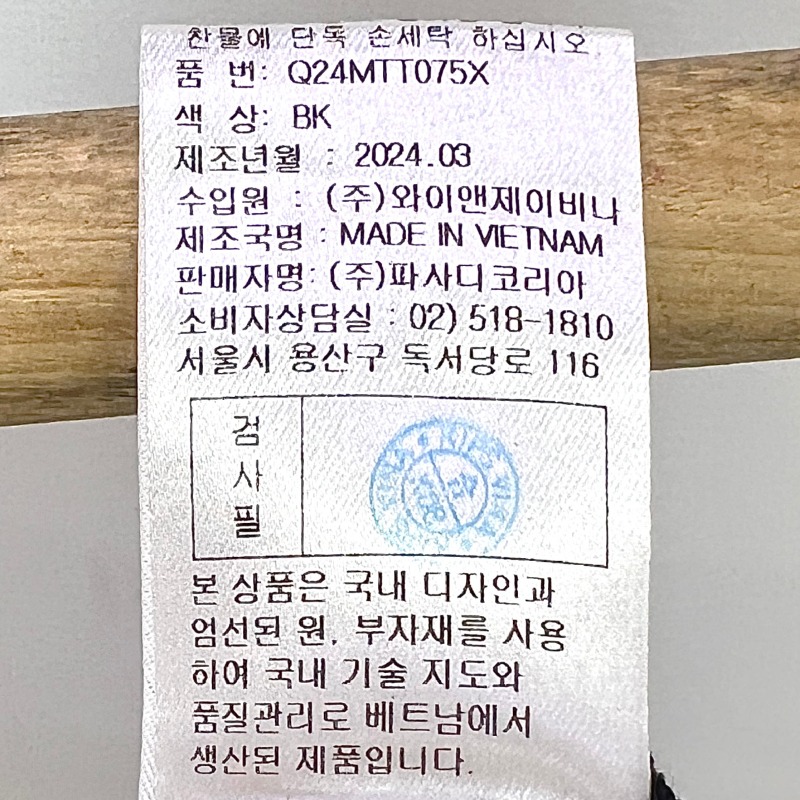 찬물에 단독 손세탁 하십시오
품 번: Q24MTT075X
색 상: BK
제조년월 : 2024.03
수입원 : (주)와이앤제이비나
제조국명 : MADE IN VIETNAM
판매자명: (주)파사디코리아
소비자상담실 : 02) 518-1810
서울시 용산구 독서당로 116
검
사
필
본 상품은 국내 디자인과
엄선된 원, 부자재를 사용
하여 국내 기술 지도와
품질관리로 베트남에서
생산된 제품입니다.